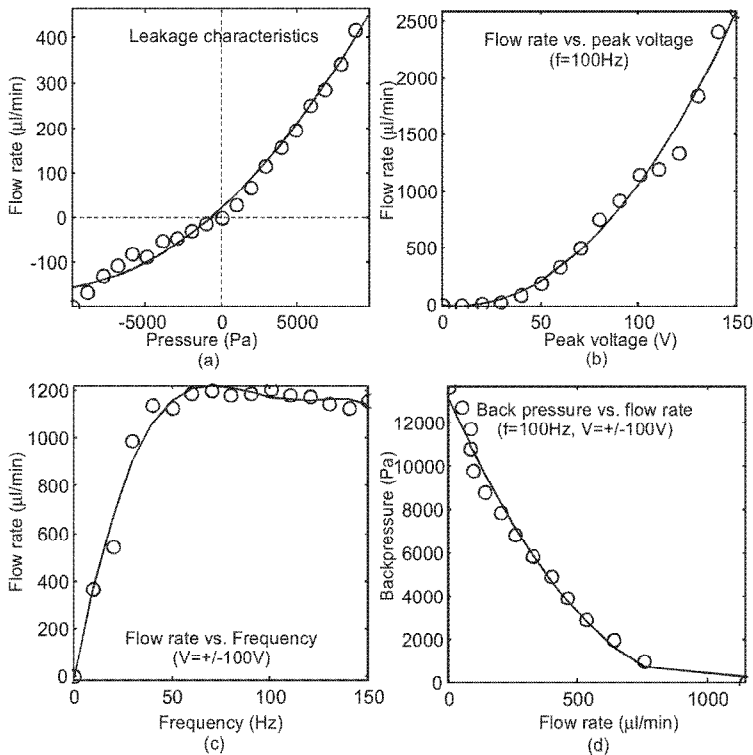 Leakage characteristics
400
300
200
100
0
-100
Flow rate (µl/min)
-5000
0
5000
Pressure (Pa)
(a)
Flow rate vs. peak voltage
(f=100Hz)
2500
2000
1500
1000
500
0
Flow rate (µl/min)
0
50
100
150
Peak voltage (V)
(b)
1200
1000
800
600
400
200
0
Flow rate (µl/min)
Flow rate vs. Frequency
(V=+/-100V)
0
50
100
150
Frequency (Hz)
(c)
Back pressure vs. flow rate
(f=100Hz, V=+/-100V)
12000
10000
8000
6000
4000
2000
0
Backpressure (Pa)
0
500
1000
Flow rate (µl/min)
(d)